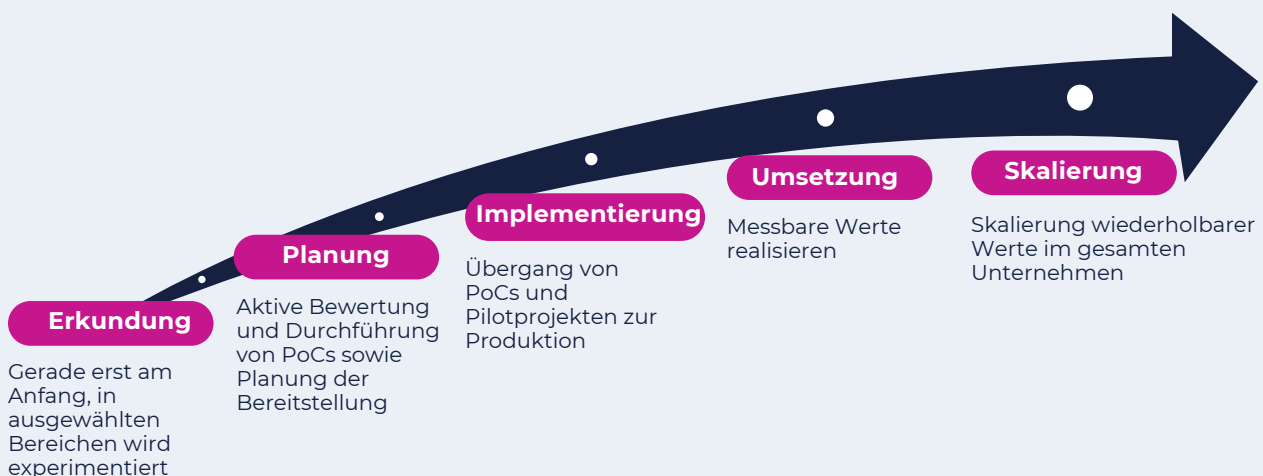 Erkundung
Gerade erst am
Anfang, in
ausgewählten
Bereichen wird
experimentiert
Planung
Aktive Bewertung
und Durchführung
von PoCs sowie
Planung der
Bereitstellung
Implementierung
Übergang von
PoCs und
Pilotprojekten zur
Produktion
Umsetzung
Messbare Werte
realisieren
Skalierung
Skalierung wiederholbarer
Werte im gesamten
Unternehmen